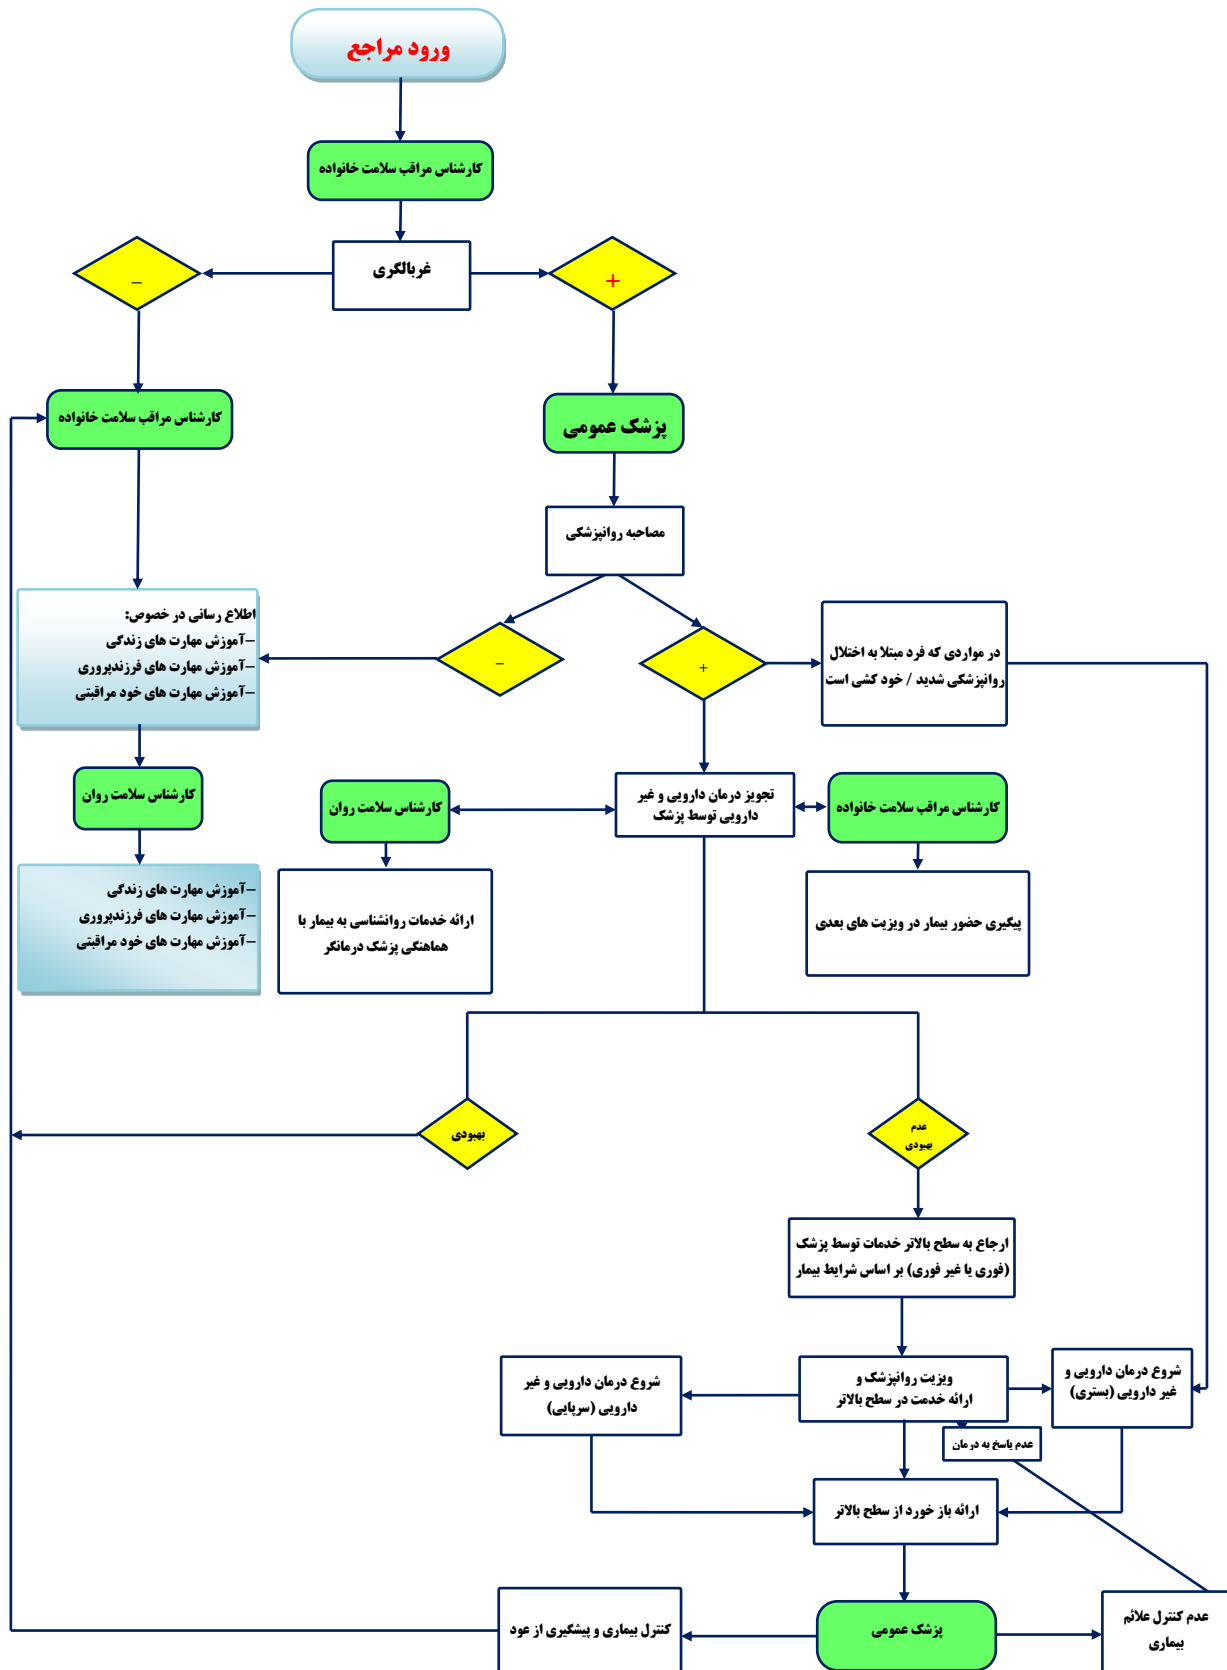 ورود مراجع
کارشناس مراقب سلامت خانواده
غربالگری
+
–
پزشک عمومی
کارشناس مراقب سلامت خانواده
مصاحبه روانپزشکی
اطلاع رسانی در خصوص:
–آموزش مهارت های زندگی
–آموزش مهارت های فرزندپروری
–آموزش مهارت های خود مراقبتی
در مواردی که فرد مبتلا به اختلال
روانپزشکی شدید / خود کشی است
+
–
کارشناس مراقب سلامت خانواده
تجویز درمان دارویی و غیر
دارویی توسط پزشک
کارشناس سلامت روان
کارشناس سلامت روان
پیگیری حضور بیمار در ویزیت های بعدی
ارائه خدمات روانشناسی به بیمار با
هماهنگی پزشک درمانگر
–آموزش مهارت های زندگی
–آموزش مهارت های فرزندپروری
–آموزش مهارت های خود مراقبتی
عدم
بهبودی
بهبودی
ارجاع به سطح بالاتر خدمات توسط پزشک
(فوری یا غیر فوری) بر اساس شرایط بیمار
شروع درمان دارویی و
غیر دارویی (بستری)
ویزیت روانپزشک و
ارائه خدمت در سطح بالاتر
شروع درمان دارویی و غیر
دارویی (سرپایی)
عدم پاسخ به درمان
ارائه باز خورد از سطح بالاتر
عدم کنترل علائم
بیماری
پزشک عمومی
کنترل بیماری و پیشگیری از عود